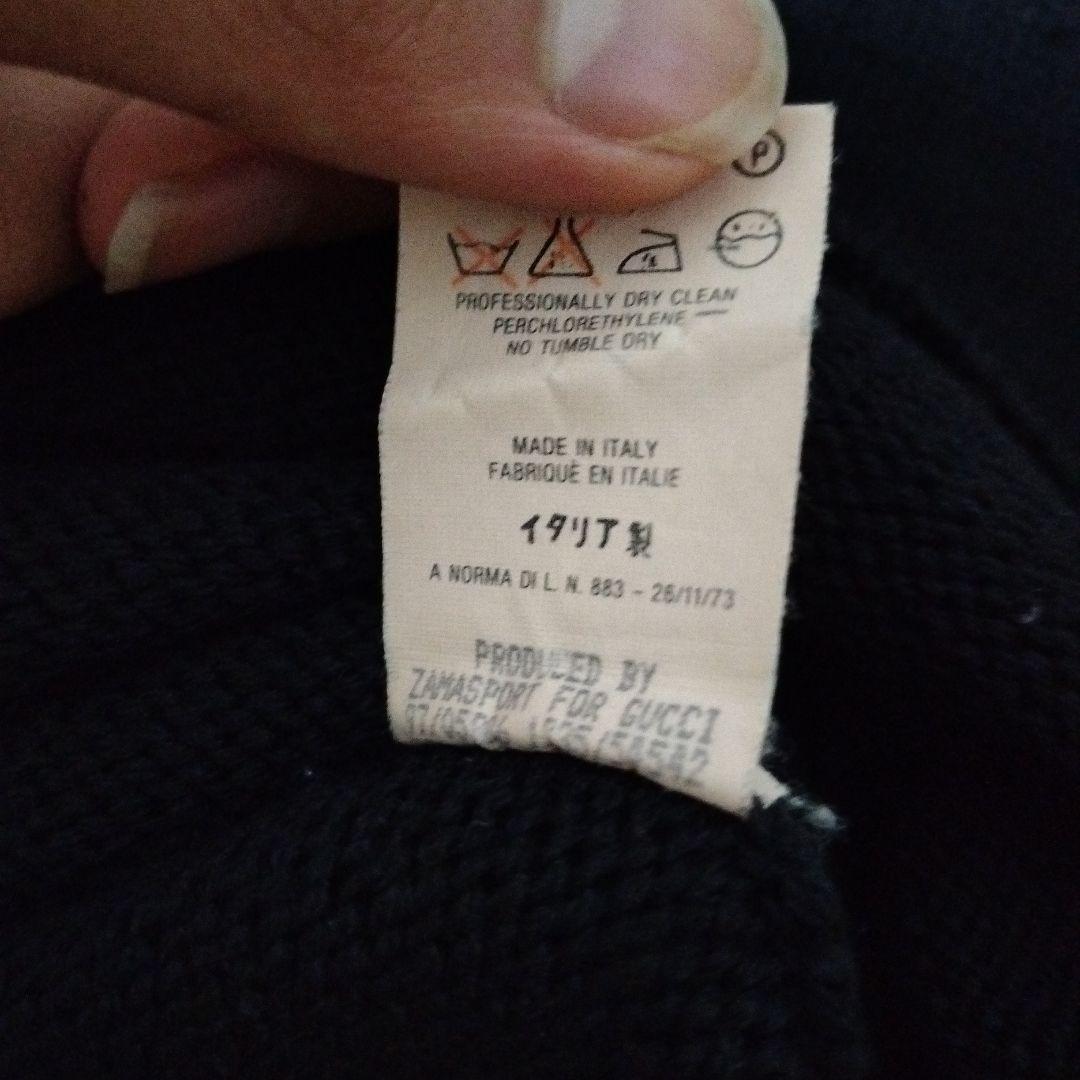 P
PROFESSIONALLY DRY CLEAN
PERCHLORETHYLENE
NO TUMBLE DRY
MADE IN ITALY
FABRIQUÈ EN ITALIE
イタリア製
A NORMA DI L. N. 883 - 26/11/73
PRODUCED BY
ZAMASPORT FOR GUCCI